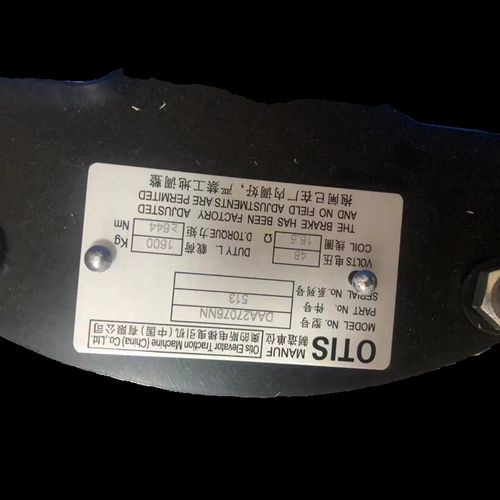 OTIS
MANUF
制造单位
Otis Elevator Traction Machine (China) Co.,Ltd.
奥的斯电梯曳引机(中国)有限公司
MODEL No. 型号
PART No. 件号
DAA27076NN
SERIAL No. 系列号
513
VOLTS 电压 48
DUTY L. 载荷 1600 Kg
COIL 线圈 16.5 Ω
D.TORQUE 力矩 ≥644 Nm
THE BRAKE HAS BEEN FACTORY ADJUSTED
AND NO FIELD ADJUSTMENTS ARE PERMITED
抱闸已在厂内调好，严禁工地调整